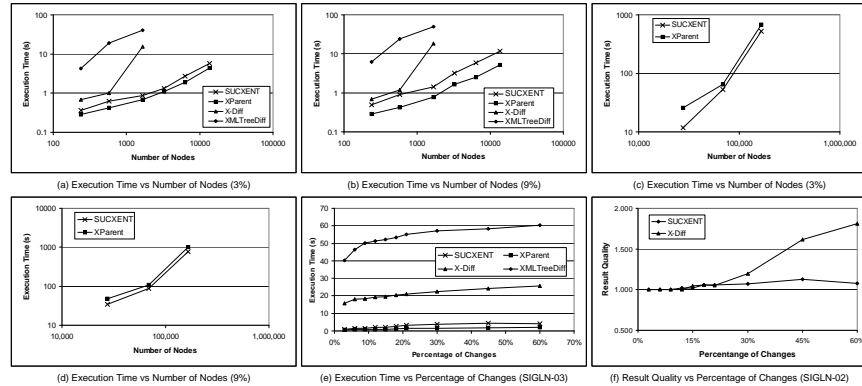 100
10
1
0.1
Execution Time (s)
100 1000 10000 100000
Number of Nodes
SUCXENT
XParent
X-Diff
XMLTreeDiff
(a) Execution Time vs Number of Nodes (3%)
100
10
1
0.1
Execution Time (s)
100 1000 10000 100000
Number of Nodes
SUCXENT
XParent
X-Diff
XMLTreeDiff
(b) Execution Time vs Number of Nodes (9%)
1000
100
10
Execution Time (s)
SUCXENT
XParent
10,000 100,000 1,000,000
Number of Nodes
(c) Execution Time vs Number of Nodes (3%)
10000
1000
100
10
Execution Time (s)
SUCXENT
XParent
10,000 100,000 1,000,000
Number of Nodes
(d) Execution Time vs Number of Nodes (9%)
70
60
50
40
30
20
10
0
Execution Time (s)
SUCXENT XParent
X-Diff XMLTreeDiff
0% 10% 20% 30% 40% 50% 60% 70%
Percentage of Changes
(e) Execution Time vs Percentage of Changes (SIGLN-03)
2.000
1.500
1.000
0.500
Result Quality
SUCXENT
X-Diff
0% 15% 30% 45% 60%
Percentage of Changes
(f) Result Quality vs Percentage of Changes (SIGLN-02)